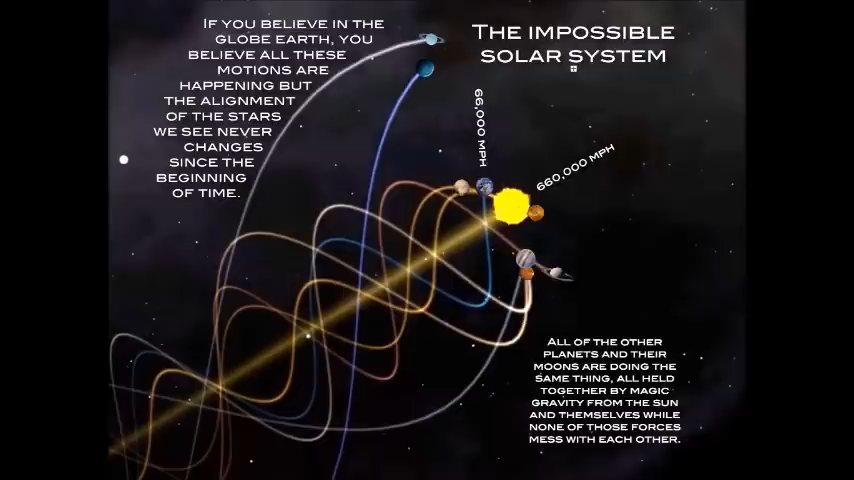 If you believe in the
globe earth, you
believe all these
motions are
happening but
the alignment
of the stars
we see never
changes
since the
beginning
of time.
The impossible
solar system
66,000 mph
660,000 mph
All of the other
planets and their
moons are doing the
same thing, all held
together by magic
gravity from the sun
and themselves while
none of those forces
mess with each other.